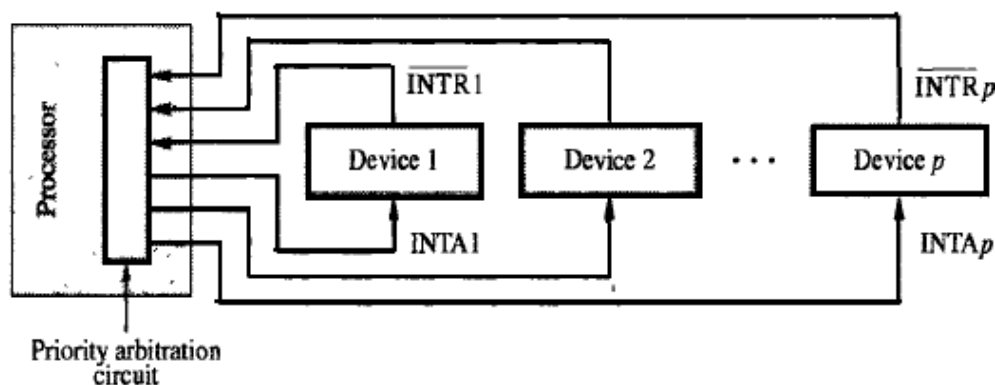 Processor
INTR1
INTRp
Device 1
Device 2
...
Device p
INTA1
INTAp
Priority arbitration
circuit